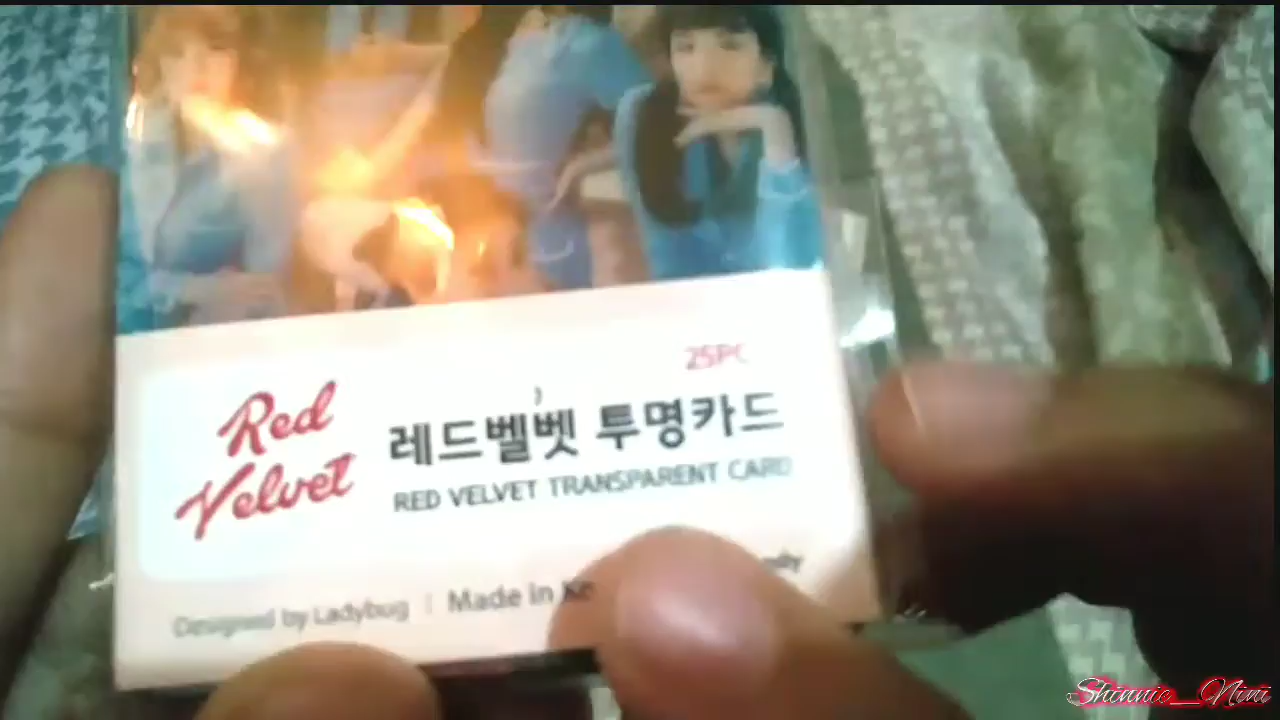 25PC
Red
Velvet
레드벨벳 투명카드
RED VELVET TRANSPARENT CARD
Designed by Ladybug | Made in
Shinnie_Nini